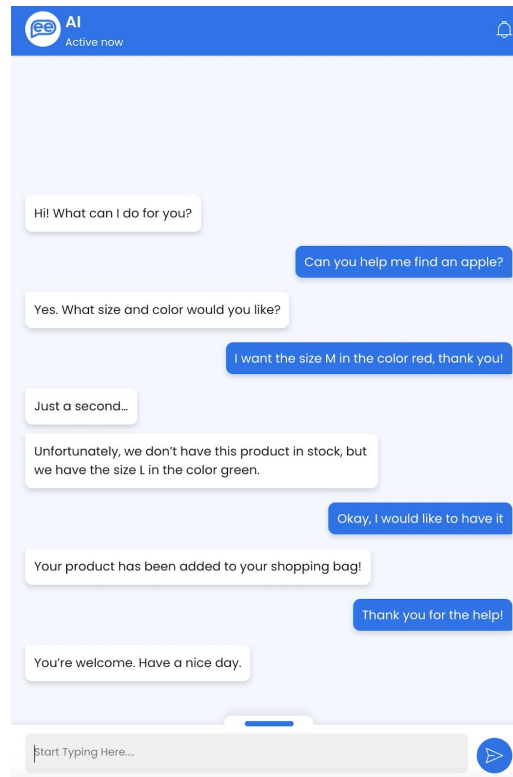 AI
Active now
Hi! What can I do for you?
Can you help me find an apple?
Yes. What size and color would you like?
I want the size M in the color red, thank you!
Just a second...
Unfortunately, we don’t have this product in stock, but
we have the size L in the color green.
Okay, I would like to have it
Your product has been added to your shopping bag!
Thank you for the help!
You’re welcome. Have a nice day.
Start Typing Here....